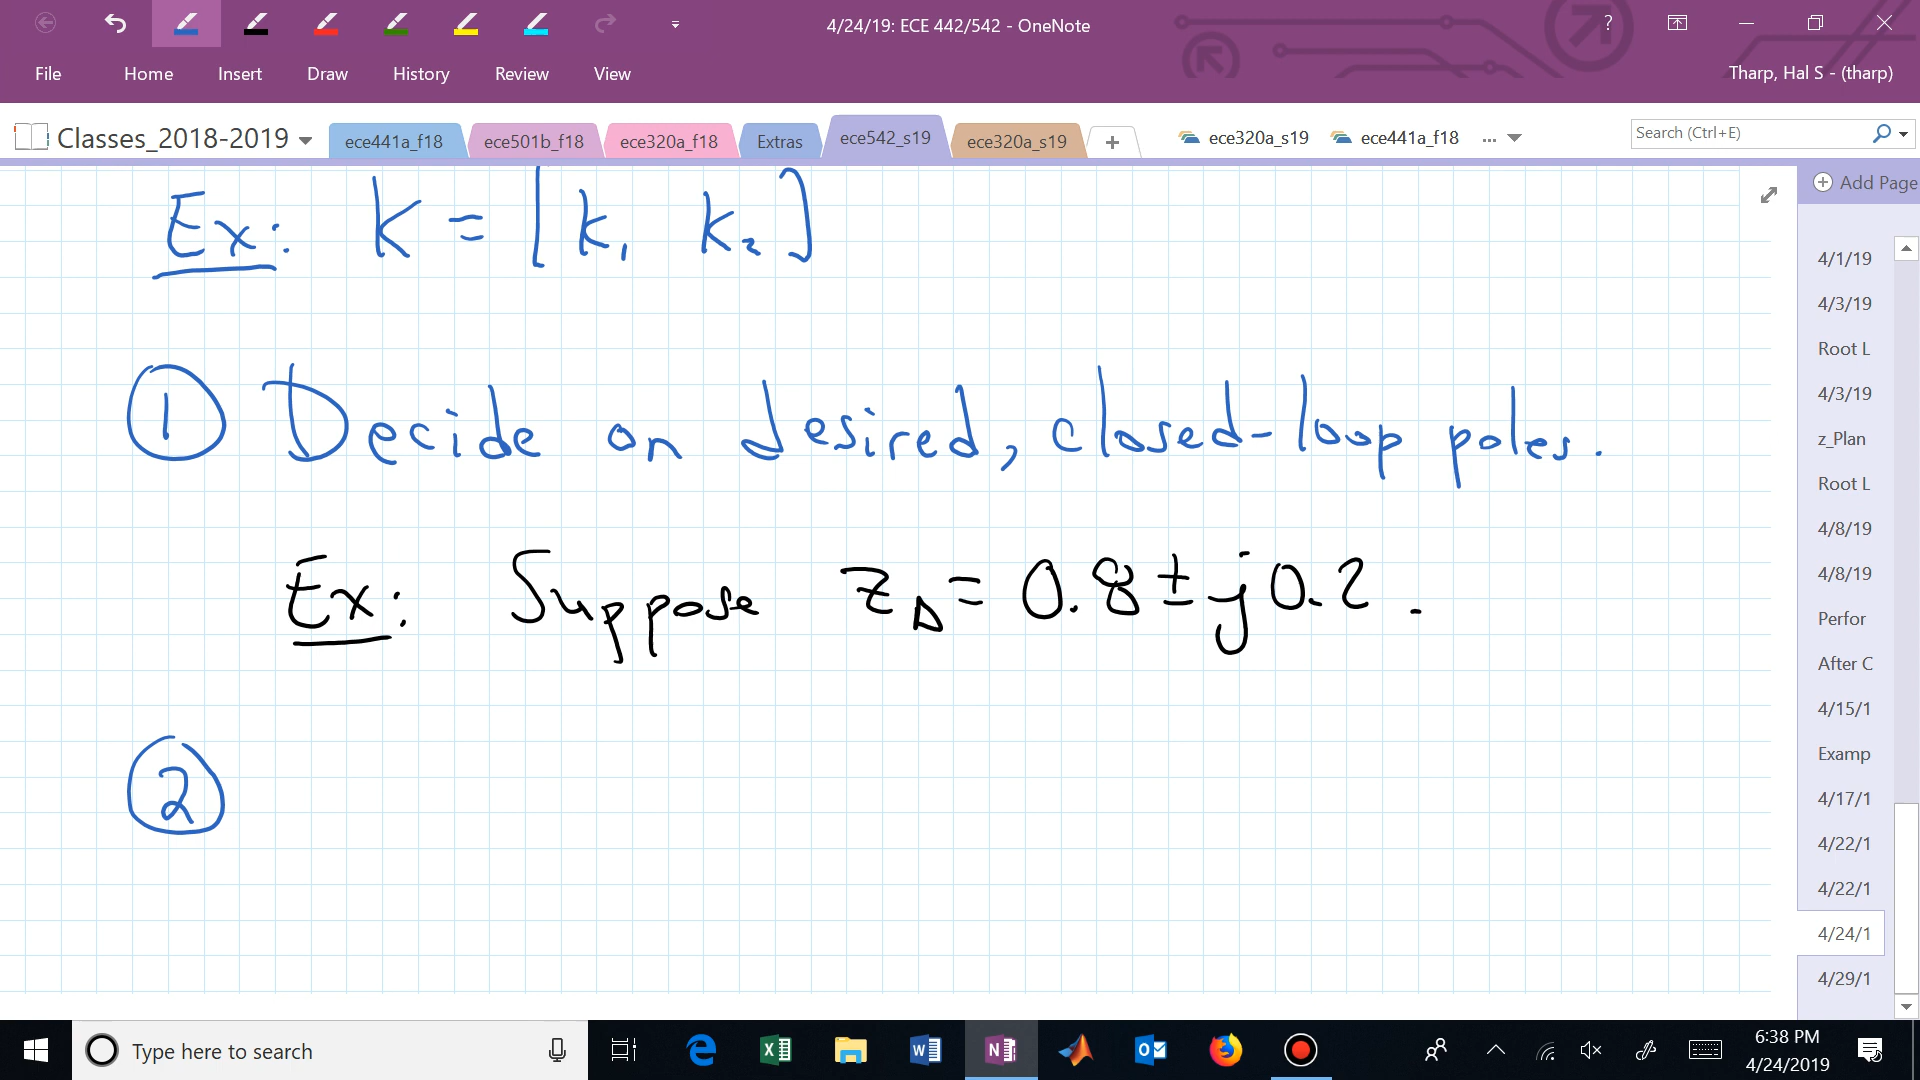 4/24/19: ECE 442/542 - OneNote
?
File Home Insert Draw History Review View
Tharp, Hal S - (tharp)
Classes_2018-2019
ece441a_f18 ece501b_f18 ece320a_f18 Extras ece542_s19 ece320a_s19 +
ece320a_s19 ece441a_f18 ...
Search (Ctrl+E)
Add Page
Ex: K = [ k₁ k₂ ]
① Decide on desired, closed-loop poles.
Ex: Suppose z_Δ = 0.8 ± j0.2 .
②
4/1/19
4/3/19
Root L
4/3/19
z_Plan
Root L
4/8/19
4/8/19
Perfor
After C
4/15/1
Examp
4/17/1
4/22/1
4/22/1
4/24/1
4/29/1
Type here to search
6:38 PM
4/24/2019